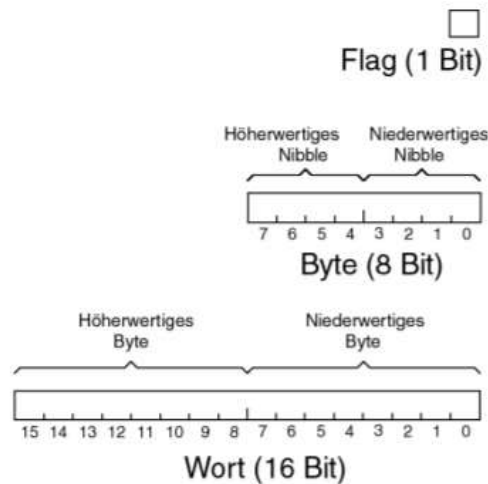 Flag (1 Bit)
Höherwertiges Niederwertiges
Nibble Nibble
7 6 5 4 3 2 1 0
Byte (8 Bit)
Höherwertiges Niederwertiges
Byte Byte
15 14 13 12 11 10 9 8 7 6 5 4 3 2 1 0
Wort (16 Bit)